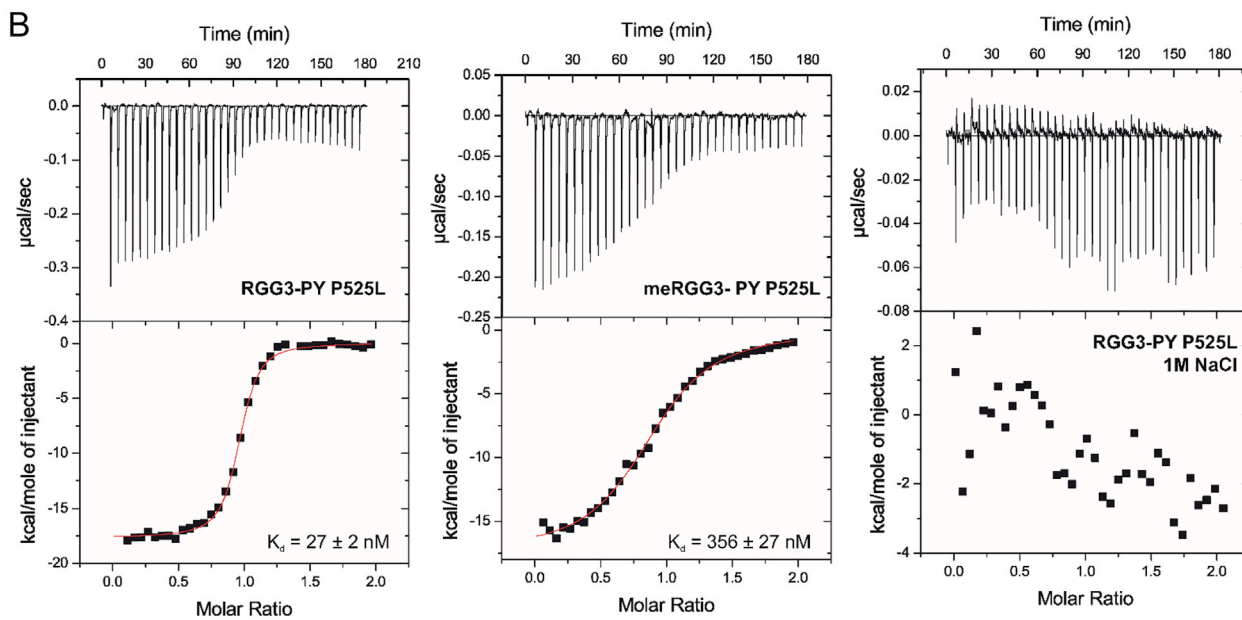 B
Time (min)
0 30 60 90 120 150 180 210
0.0
-0.1
-0.2
-0.3
-0.4
µcal/sec
RGG3-PY P525L
0
-5
-10
-15
-20
kcal/mole of injectant
Kd = 27 ± 2 nM
0.0 0.5 1.0 1.5 2.0
Molar Ratio
Time (min)
0 30 60 90 120 150 180
0.05
0.00
-0.05
-0.10
-0.15
-0.20
-0.25
µcal/sec
meRGG3- PY P525L
0
-5
-10
-15
kcal/mole of injectant
Kd = 356 ± 27 nM
0.0 0.5 1.0 1.5 2.0
Molar Ratio
Time (min)
0 30 60 90 120 150 180
0.02
0.00
-0.02
-0.04
-0.06
-0.08
µcal/sec
RGG3-PY P525L
1M NaCl
2
0
-2
-4
kcal/mole of injectant
0.0 0.5 1.0 1.5 2.0
Molar Ratio